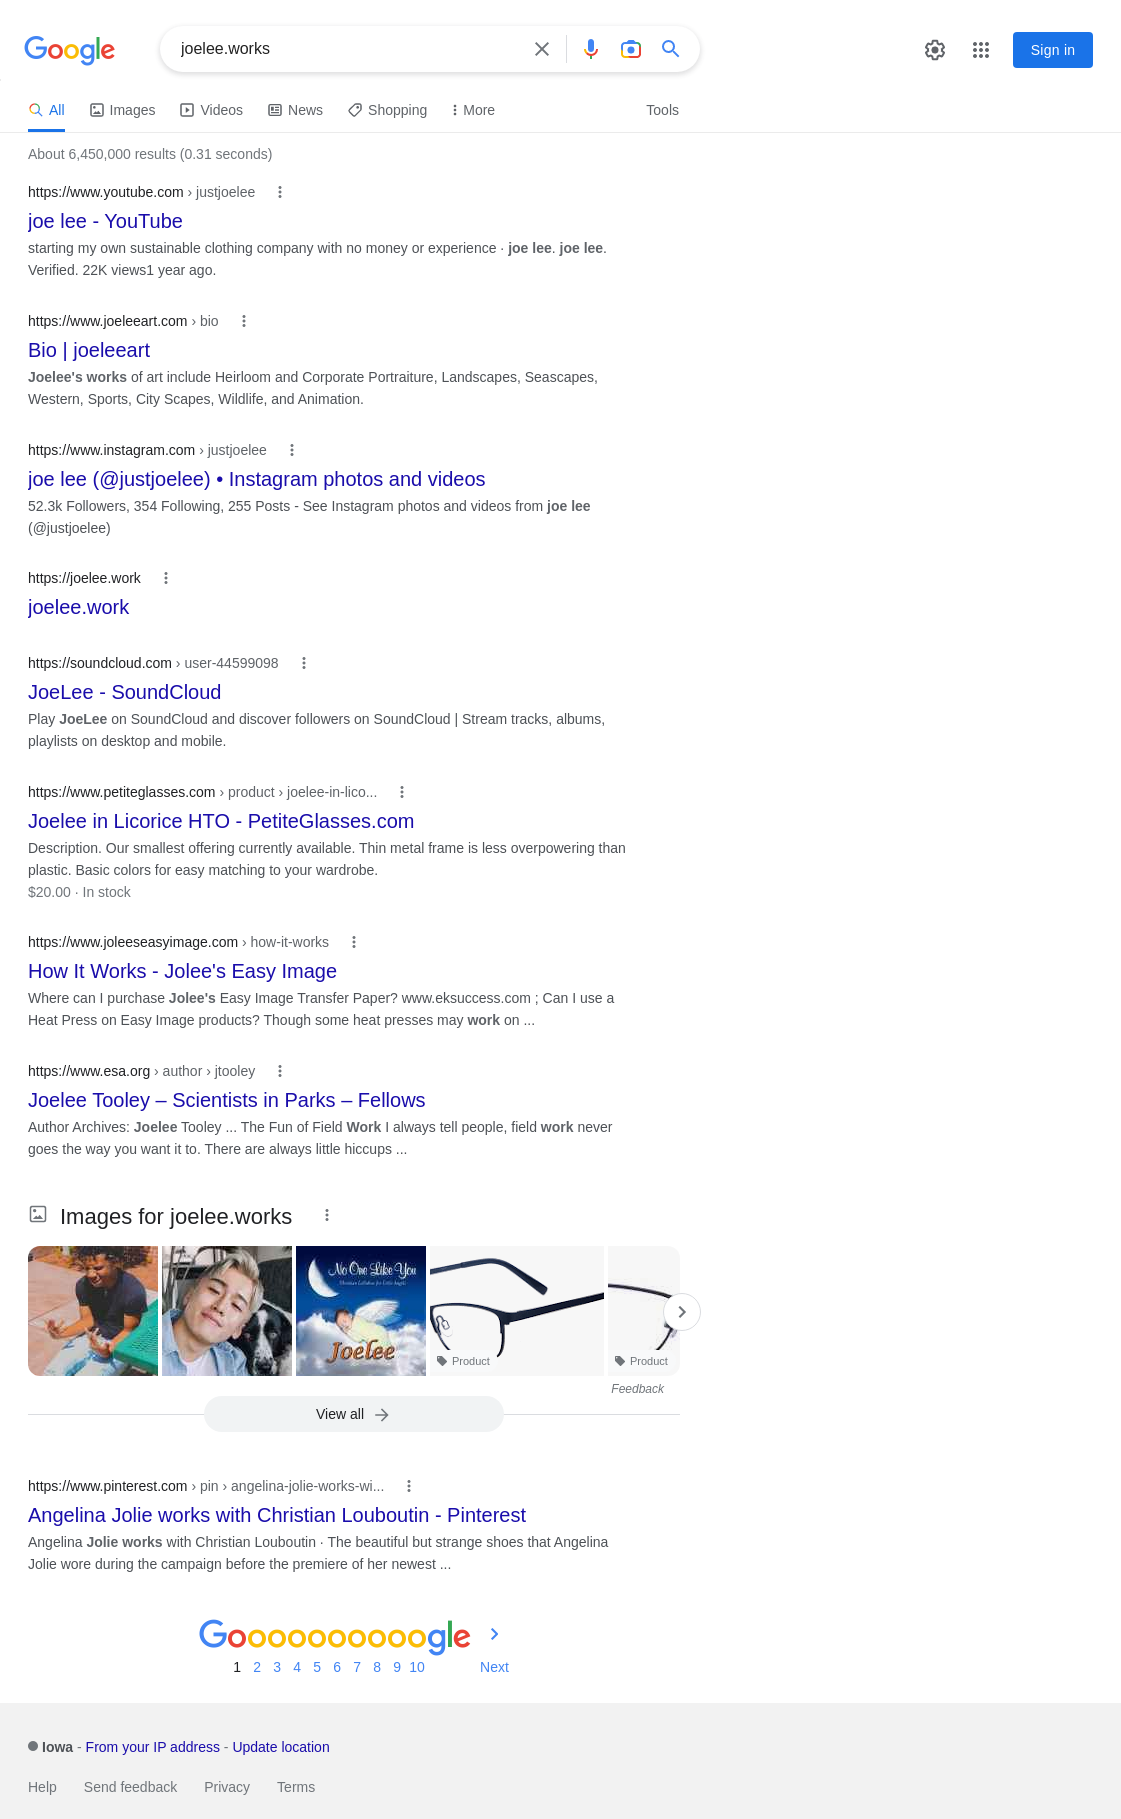 Google
joelee.works
Sign in
All
Images
Videos
News
Shopping
More
Tools
About 6,450,000 results (0.31 seconds)
https://www.youtube.com › justjoelee
joe lee - YouTube
starting my own sustainable clothing company with no money or experience · joe lee. joe lee.
Verified. 22K views1 year ago.
https://www.joeleeart.com › bio
Bio | joeleeart
Joelee's works of art include Heirloom and Corporate Portraiture, Landscapes, Seascapes,
Western, Sports, City Scapes, Wildlife, and Animation.
https://www.instagram.com › justjoelee
joe lee (@justjoelee) • Instagram photos and videos
52.3k Followers, 354 Following, 255 Posts - See Instagram photos and videos from joe lee
(@justjoelee)
https://joelee.work
joelee.work
https://soundcloud.com › user-44599098
JoeLee - SoundCloud
Play JoeLee on SoundCloud and discover followers on SoundCloud | Stream tracks, albums,
playlists on desktop and mobile.
https://www.petiteglasses.com › product › joelee-in-lico...
Joelee in Licorice HTO - PetiteGlasses.com
Description. Our smallest offering currently available. Thin metal frame is less overpowering than
plastic. Basic colors for easy matching to your wardrobe.
$20.00 · In stock
https://www.joleeseasyimage.com › how-it-works
How It Works - Jolee's Easy Image
Where can I purchase Jolee's Easy Image Transfer Paper? www.eksuccess.com ; Can I use a
Heat Press on Easy Image products? Though some heat presses may work on ...
https://www.esa.org › author › jtooley
Joelee Tooley – Scientists in Parks – Fellows
Author Archives: Joelee Tooley ... The Fun of Field Work I always tell people, field work never
goes the way you want it to. There are always little hiccups ...
Images for joelee.works
No One Like You
Joelee
Product
Product
Feedback
View all
https://www.pinterest.com › pin › angelina-jolie-works-wi...
Angelina Jolie works with Christian Louboutin - Pinterest
Angelina Jolie works with Christian Louboutin · The beautiful but strange shoes that Angelina
Jolie wore during the campaign before the premiere of her newest ...
Goooooooooogle
1 2 3 4 5 6 7 8 9 10 Next
Iowa - From your IP address - Update location
Help Send feedback Privacy Terms